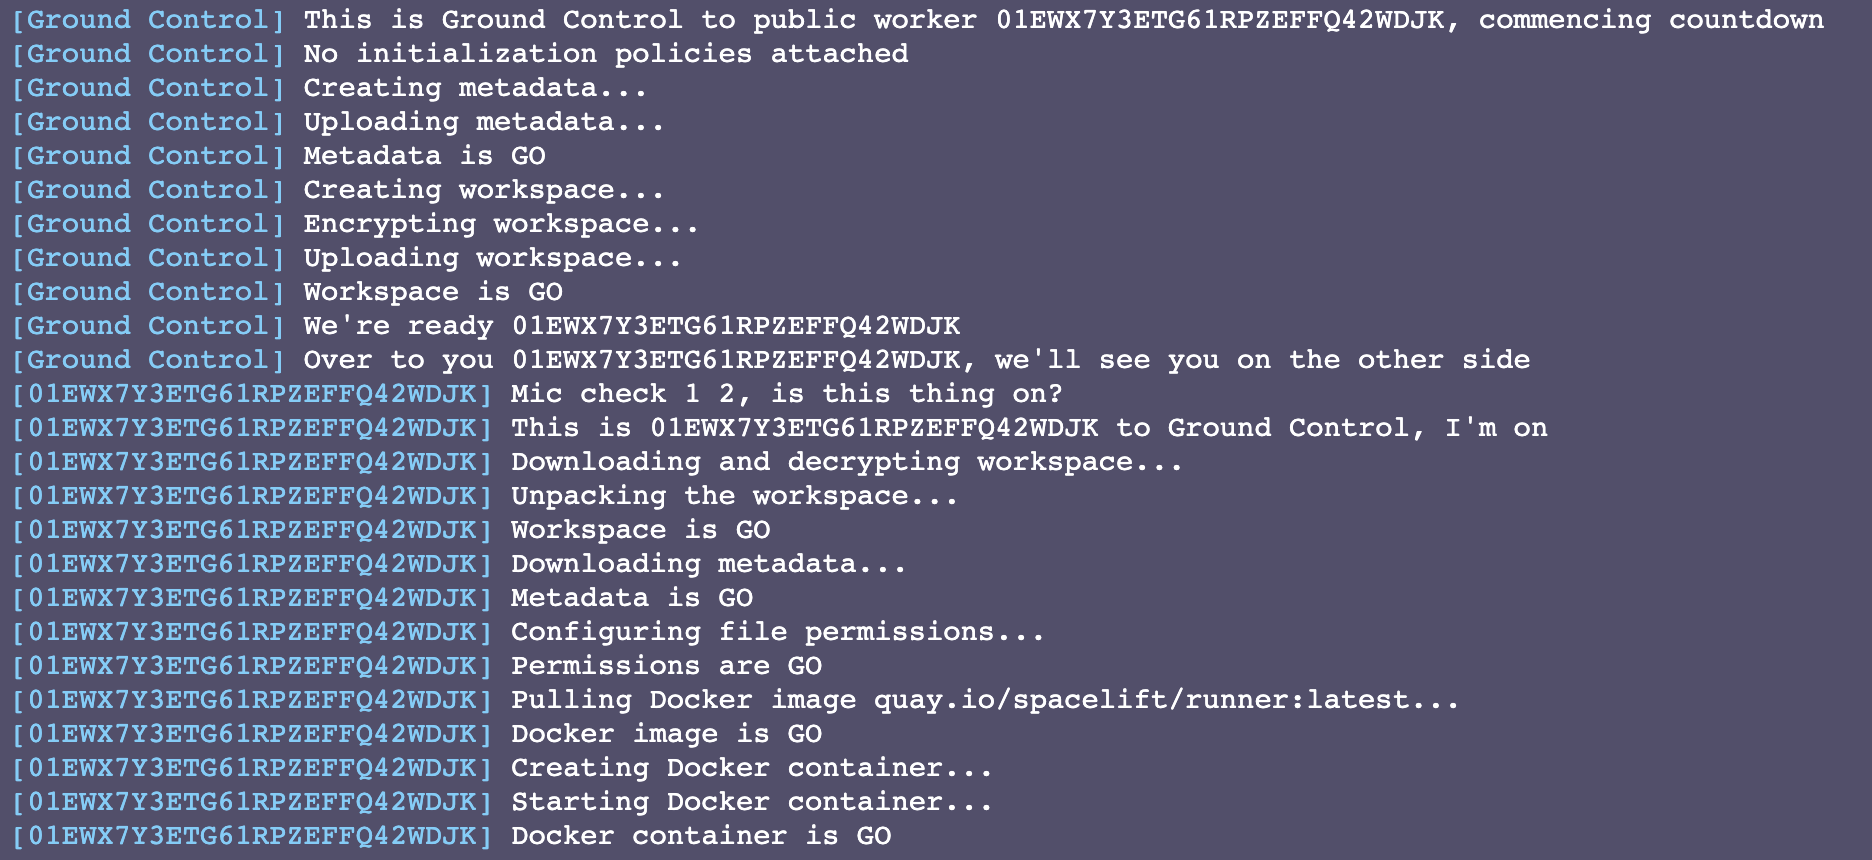 [Ground Control] This is Ground Control to public worker 01EWX7Y3ETG61RPZEFFQ42WDJK, commencing countdown
[Ground Control] No initialization policies attached
[Ground Control] Creating metadata...
[Ground Control] Uploading metadata...
[Ground Control] Metadata is GO
[Ground Control] Creating workspace...
[Ground Control] Encrypting workspace...
[Ground Control] Uploading workspace...
[Ground Control] Workspace is GO
[Ground Control] We're ready 01EWX7Y3ETG61RPZEFFQ42WDJK
[Ground Control] Over to you 01EWX7Y3ETG61RPZEFFQ42WDJK, we'll see you on the other side
[01EWX7Y3ETG61RPZEFFQ42WDJK] Mic check 1 2, is this thing on?
[01EWX7Y3ETG61RPZEFFQ42WDJK] This is 01EWX7Y3ETG61RPZEFFQ42WDJK to Ground Control, I'm on
[01EWX7Y3ETG61RPZEFFQ42WDJK] Downloading and decrypting workspace...
[01EWX7Y3ETG61RPZEFFQ42WDJK] Unpacking the workspace...
[01EWX7Y3ETG61RPZEFFQ42WDJK] Workspace is GO
[01EWX7Y3ETG61RPZEFFQ42WDJK] Downloading metadata...
[01EWX7Y3ETG61RPZEFFQ42WDJK] Metadata is GO
[01EWX7Y3ETG61RPZEFFQ42WDJK] Configuring file permissions...
[01EWX7Y3ETG61RPZEFFQ42WDJK] Permissions are GO
[01EWX7Y3ETG61RPZEFFQ42WDJK] Pulling Docker image quay.io/spacelift/runner:latest...
[01EWX7Y3ETG61RPZEFFQ42WDJK] Docker image is GO
[01EWX7Y3ETG61RPZEFFQ42WDJK] Creating Docker container...
[01EWX7Y3ETG61RPZEFFQ42WDJK] Starting Docker container...
[01EWX7Y3ETG61RPZEFFQ42WDJK] Docker container is GO